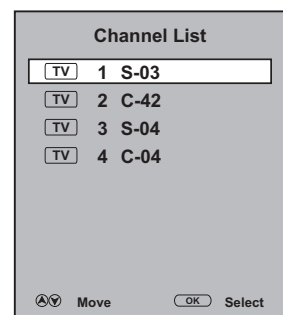 Channel List
TV 1 S-03
TV 2 C-42
TV 3 S-04
TV 4 C-04
Move OK Select